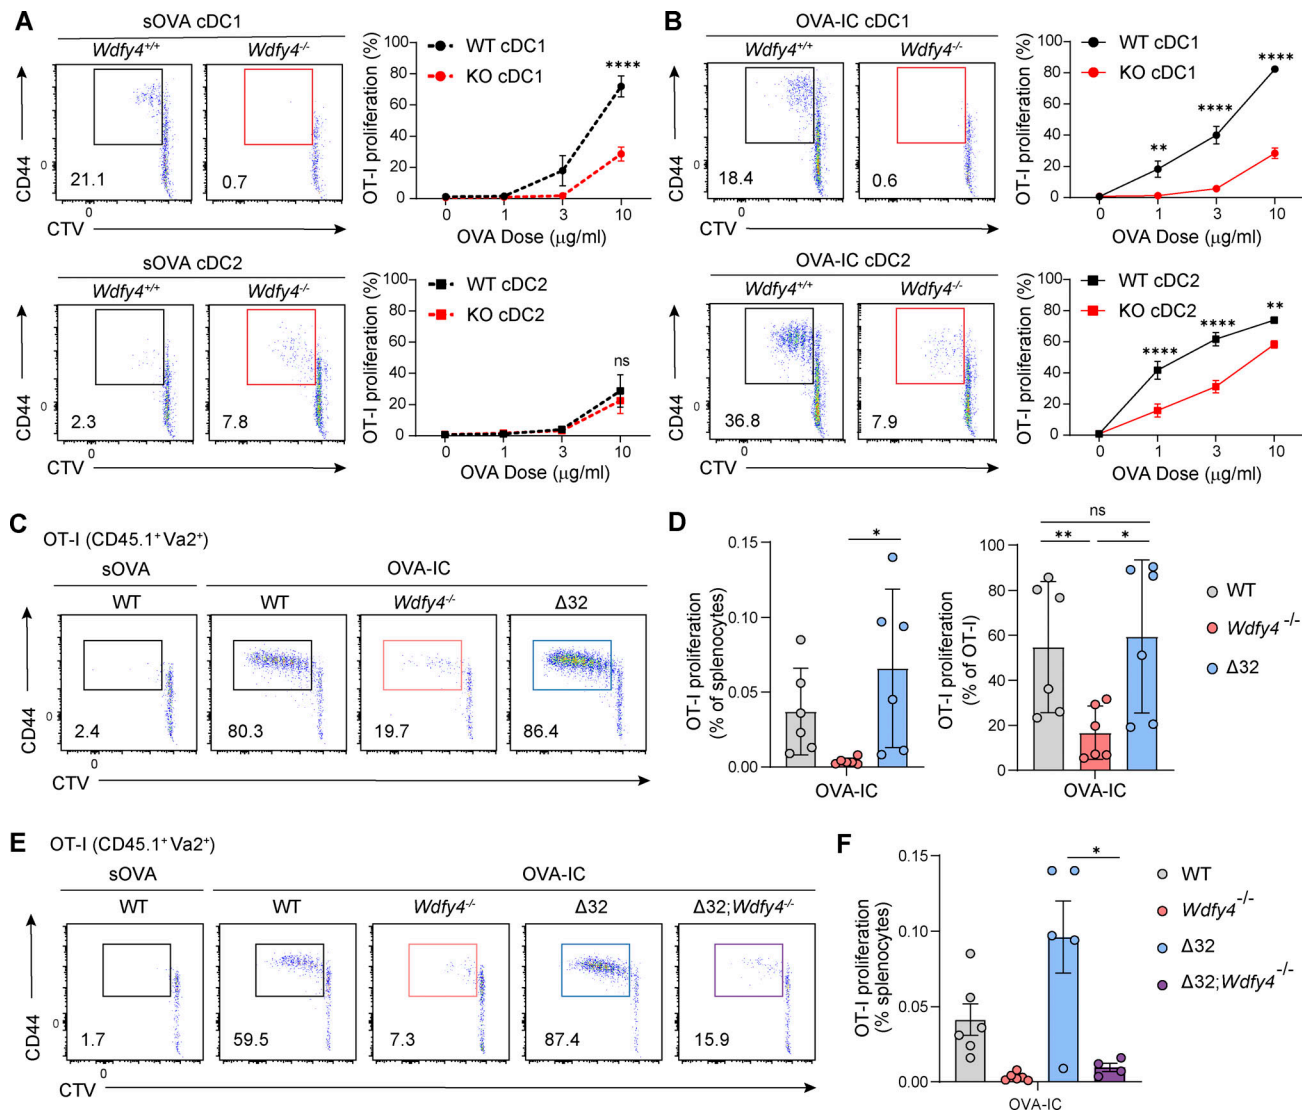 A
sOVA cDC1
Wdfy4+/+
Wdfy4-/-
CD44
0
21.1
0.7
0
CTV
OT-I proliferation (%)
100
80
60
40
20
0
WT cDC1
KO cDC1
****
0 1 3 10
OVA Dose (μg/ml)
sOVA cDC2
Wdfy4+/+
Wdfy4-/-
CD44
0
2.3
7.8
0
CTV
OT-I proliferation (%)
100
80
60
40
20
0
WT cDC2
KO cDC2
ns
0 1 3 10
OVA Dose (μg/ml)
B
OVA-IC cDC1
Wdfy4+/+
Wdfy4-/-
CD44
0
18.4
0.6
0
CTV
OT-I proliferation (%)
100
80
60
40
20
0
WT cDC1
KO cDC1
**
****
****
0 1 3 10
OVA Dose (μg/ml)
OVA-IC cDC2
Wdfy4+/+
Wdfy4-/-
CD44
0
36.8
7.9
0
CTV
OT-I proliferation (%)
100
80
60
40
20
0
WT cDC2
KO cDC2
****
****
**
0 1 3 10
OVA Dose (μg/ml)
C
OT-I (CD45.1+Va2+)
sOVA
OVA-IC
WT
WT
Wdfy4-/-
Δ32
CD44
0
2.4
80.3
19.7
86.4
0
CTV
D
OT-I proliferation
(% of splenocytes)
0.15
0.10
0.05
0.00
*
OVA-IC
OT-I proliferation
(% of OT-I)
100
80
60
40
20
0
ns
**
*
OVA-IC
WT
Wdfy4-/-
Δ32
E
OT-I (CD45.1+Va2+)
sOVA
OVA-IC
WT
WT
Wdfy4-/-
Δ32
Δ32;Wdfy4-/-
CD44
0
1.7
59.5
7.3
87.4
15.9
0
CTV
F
OT-I proliferation
(% splenocytes)
0.15
0.10
0.05
0.00
*
OVA-IC
WT
Wdfy4-/-
Δ32
Δ32;Wdfy4-/-